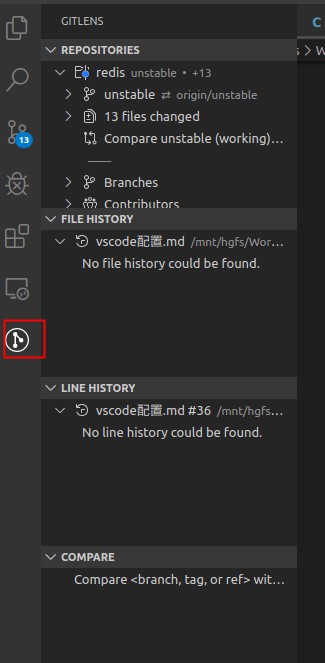 GITLENS
REPOSITORIES
redis unstable • +13
unstable ⇄ origin/unstable
13 files changed
Compare unstable (working)...
Branches
Contributors
FILE HISTORY
vscode配置.md /mnt/hgfs/Wor...
No file history could be found.
LINE HISTORY
vscode配置.md #36 /mnt/hgfs...
No line history could be found.
COMPARE
Compare <branch, tag, or ref> wit...
13
C
s > W